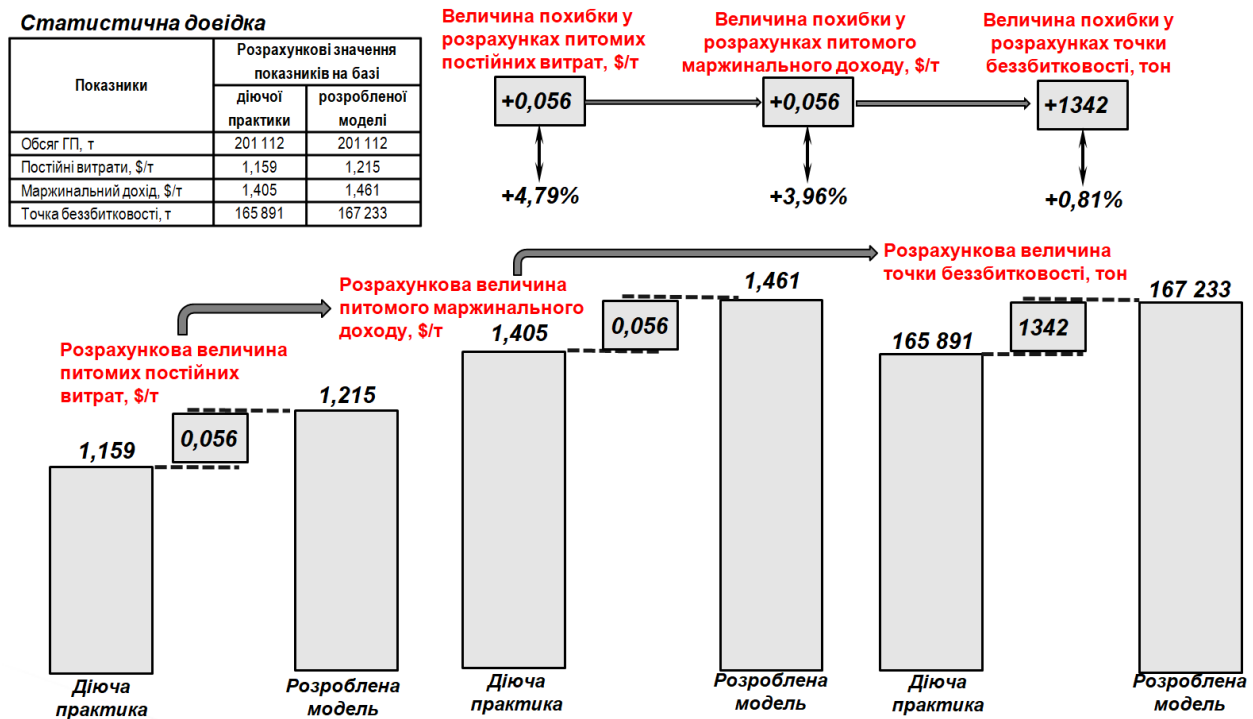 Статистична довідка
Показники
Розрахункові значення
показників на базі
діючої
практики
розробленої
моделі
Обсяг ГП, т 201 112 201 112
Постійні витрати, $/т 1,159 1,215
Маржинальний дохід, $/т 1,405 1,461
Точка беззбитковості, т 165 891 167 233
Величина похибки у
розрахунках питомих
постійних витрат, $/т
+0,056
+4,79%
Величина похибки у
розрахунках питомого
маржинального доходу, $/т
+0,056
+3,96%
Величина похибки у
розрахунках точки
беззбитковості, тон
+1342
+0,81%
Розрахункова величина
питомих постійних
витрат, $/т
1,159
0,056
1,215
Діюча
практика
Розроблена
модель
Розрахункова величина
питомого маржинального
доходу, $/т
1,405
0,056
1,461
Діюча
практика
Розроблена
модель
Розрахункова величина
точки беззбитковості, тон
165 891
1342
167 233
Діюча
практика
Розроблена
модель